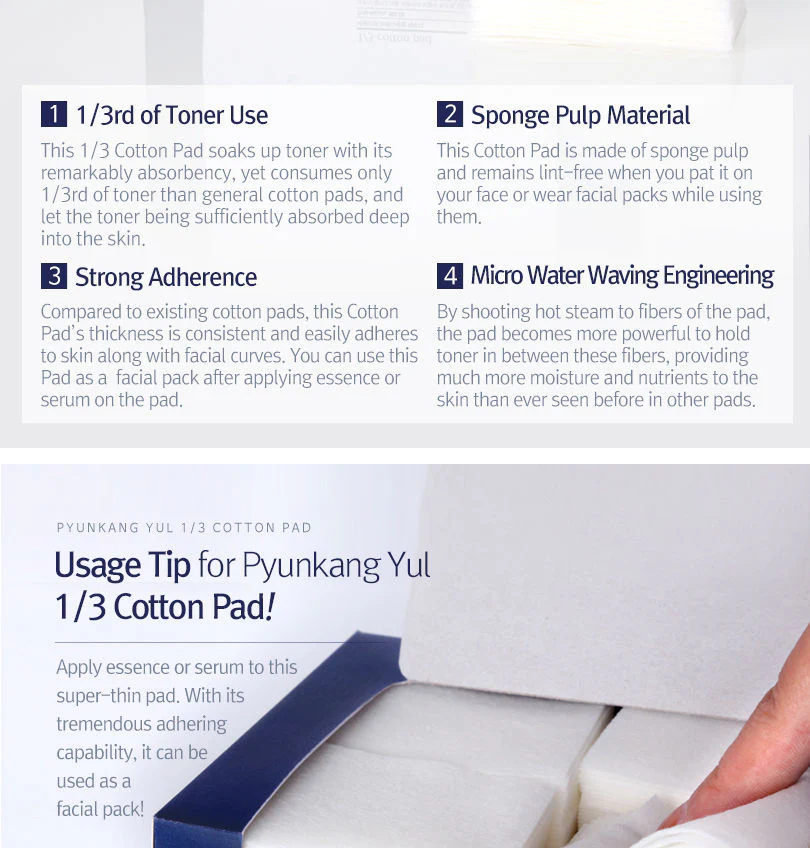 1/3 cotton pad
1 1/3rd of Toner Use
This 1/3 Cotton Pad soaks up toner with its
remarkably absorbency, yet consumes only
1/3rd of toner than general cotton pads, and
let the toner being sufficiently absorbed deep
into the skin.
2 Sponge Pulp Material
This Cotton Pad is made of sponge pulp
and remains lint-free when you pat it on
your face or wear facial packs while using
them.
3 Strong Adherence
Compared to existing cotton pads, this Cotton
Pad's thickness is consistent and easily adheres
to skin along with facial curves. You can use this
Pad as a facial pack after applying essence or
serum on the pad.
4 Micro Water Waving Engineering
By shooting hot steam to fibers of the pad,
the pad becomes more powerful to hold
toner in between these fibers, providing
much more moisture and nutrients to the
skin than ever seen before in other pads.
PYUNKANG YUL 1/3 COTTON PAD
Usage Tip for Pyunkang Yul
1/3 Cotton Pad!
Apply essence or serum to this
super-thin pad. With its
tremendous adhering
capability, it can be
used as a
facial pack!